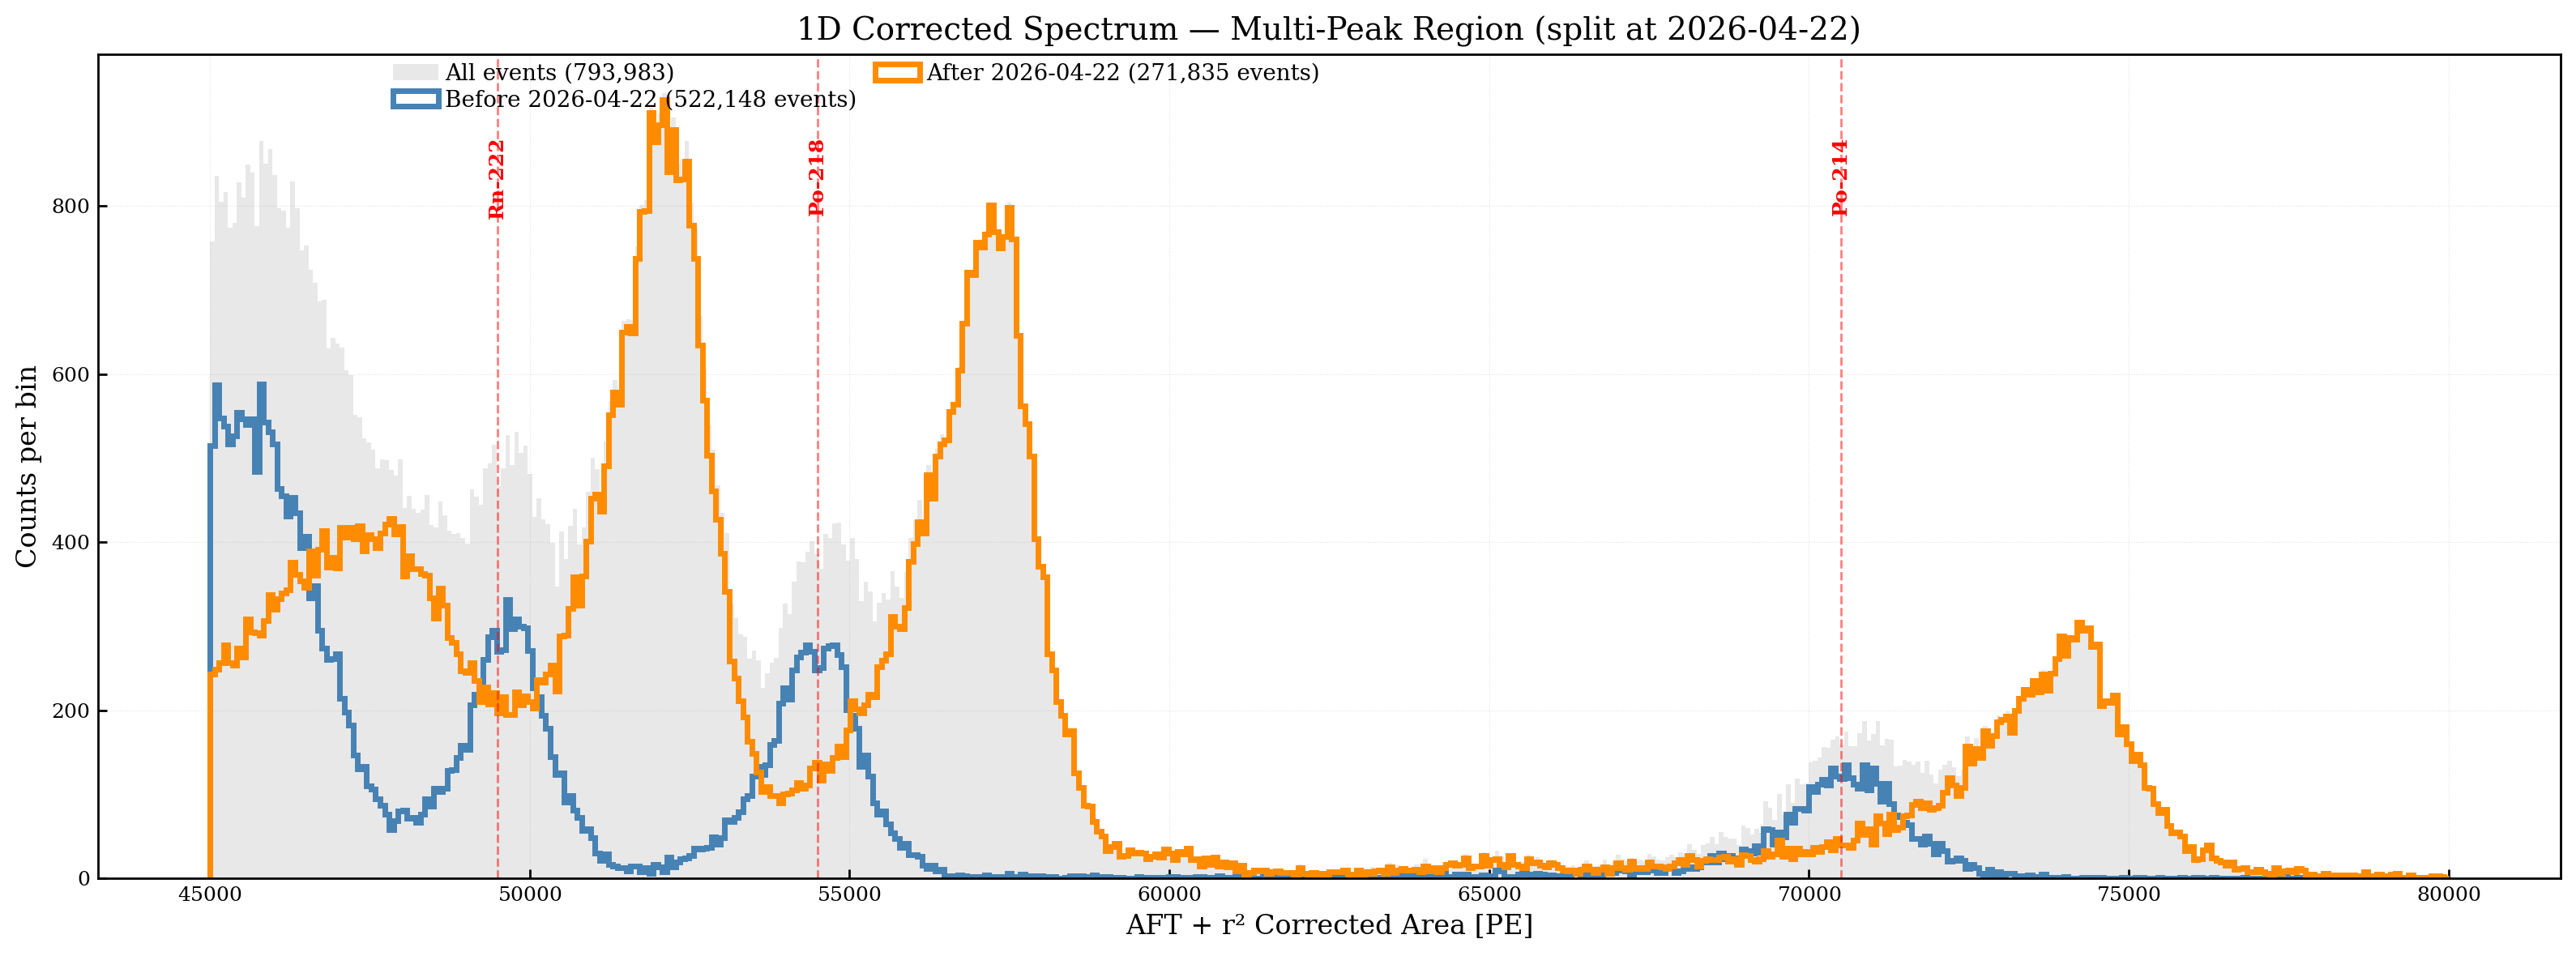 1D Corrected Spectrum — Multi-Peak Region (split at 2026-04-22)
All events (793,983)
Before 2026-04-22 (522,148 events)
After 2026-04-22 (271,835 events)
Rn-222
Po-218
Po-214
Counts per bin
800
600
400
200
0
45000
50000
55000
60000
65000
70000
75000
80000
AFT + r² Corrected Area [PE]